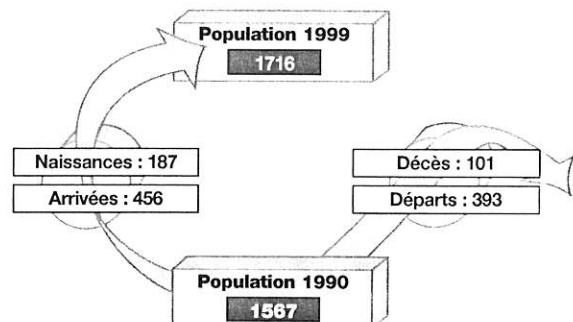 Population 1999
1716
Naissances : 187
Arrivées : 456
Décès : 101
Départs : 393
Population 1990
1567